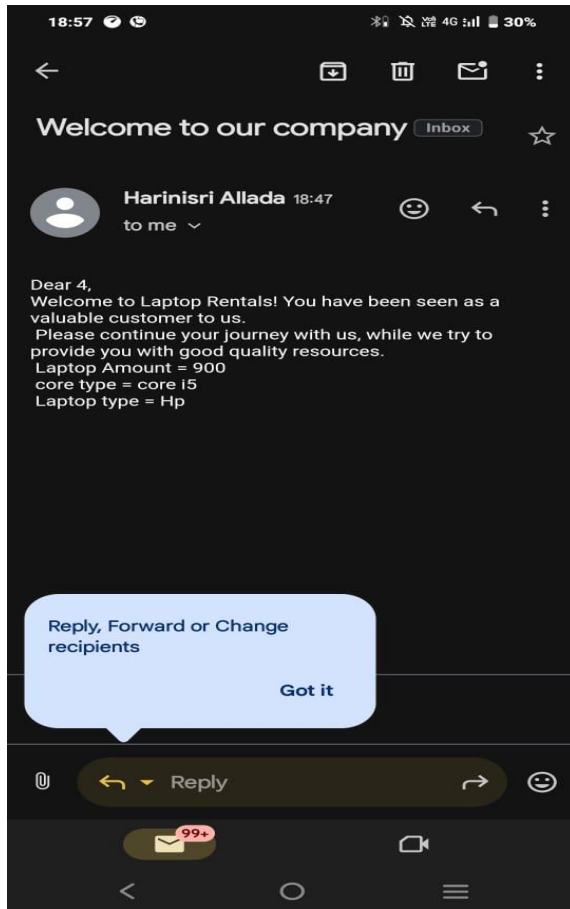 18:57
Vo) LTE 4G 30%
Welcome to our company Inbox
Harinisri Allada 18:47
to me
Dear 4,
Welcome to Laptop Rentals! You have been seen as a
valuable customer to us.
Please continue your journey with us, while we try to
provide you with good quality resources.
Laptop Amount = 900
core type = core i5
Laptop type = Hp
Reply, Forward or Change
recipients
Got it
Reply
99+